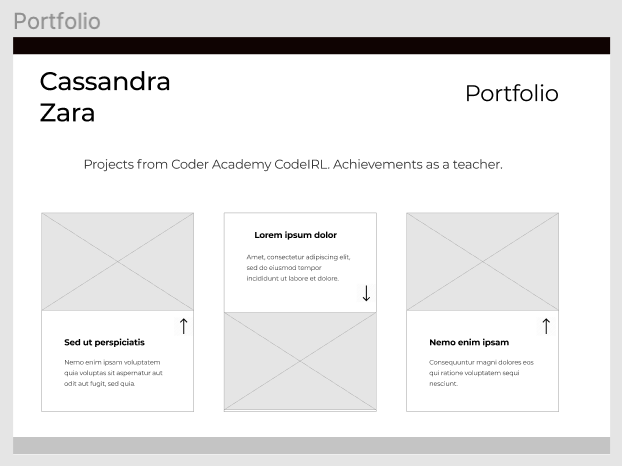 Portfolio
Cassandra
Zara
Portfolio
Projects from Coder Academy CodeIRL. Achievements as a teacher.
Lorem ipsum dolor
Amet, consectetur adipiscing elit,
sed do eiusmod tempor
incididunt ut labore et dolore.
Sed ut perspiciatis
Nemo enim ipsam voluptatem
quia voluptas sit aspernatur aut
odit aut fugit, sed quia.
Nemo enim ipsam
Consequuntur magni dolores eos
qui ratione voluptatem sequi
nesciunt.